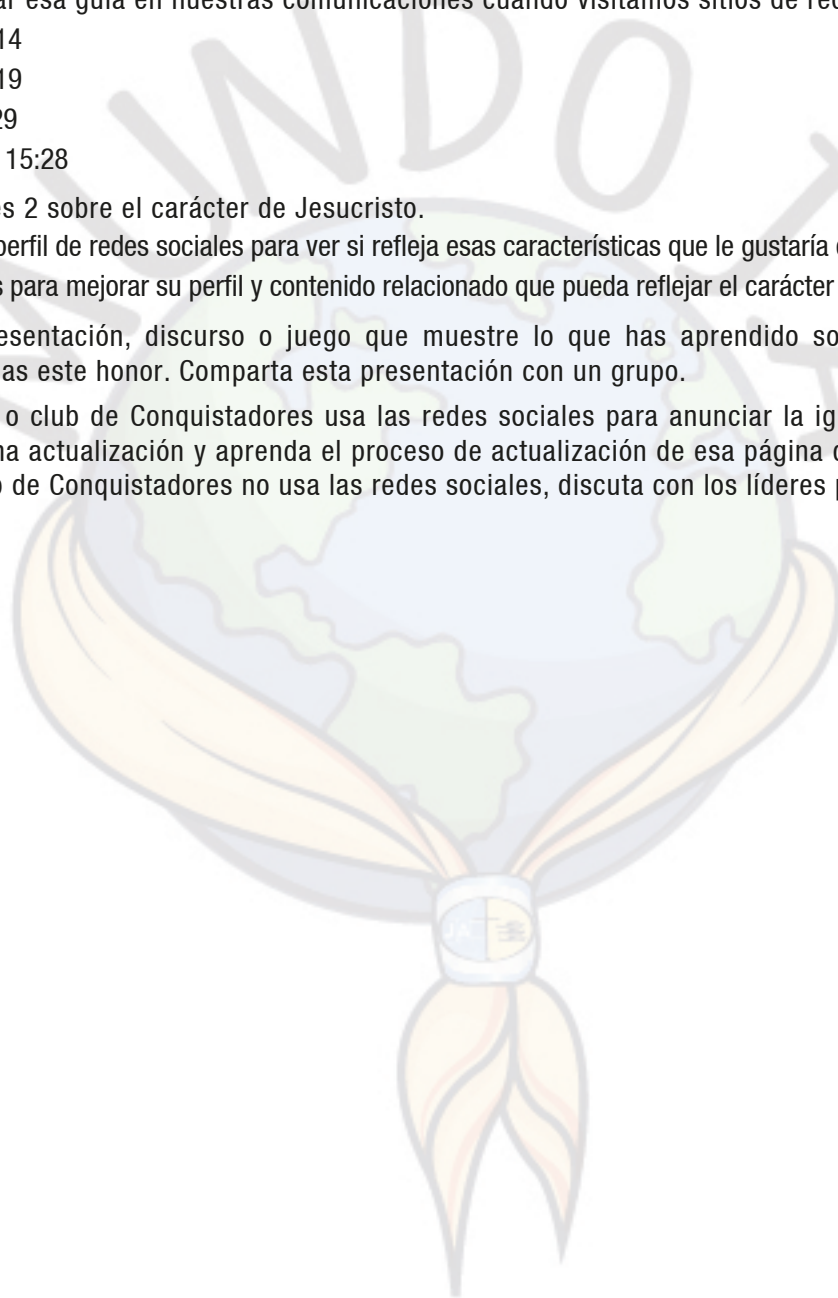 ar esa guía en nuestras comunicaciones cuando visitamos sitios de red
14
19
29
15:28
es 2 sobre el carácter de Jesucristo.
perfil de redes sociales para ver si refleja esas características que le gustaría
s para mejorar su perfil y contenido relacionado que pueda reflejar el carácter
esentación, discurso o juego que muestre lo que has aprendido so
as este honor. Comparta esta presentación con un grupo.
o club de Conquistadores usa las redes sociales para anunciar la ig
na actualización y aprenda el proceso de actualización de esa página
o de Conquistadores no usa las redes sociales, discuta con los líderes p
MUNDO JA
JA